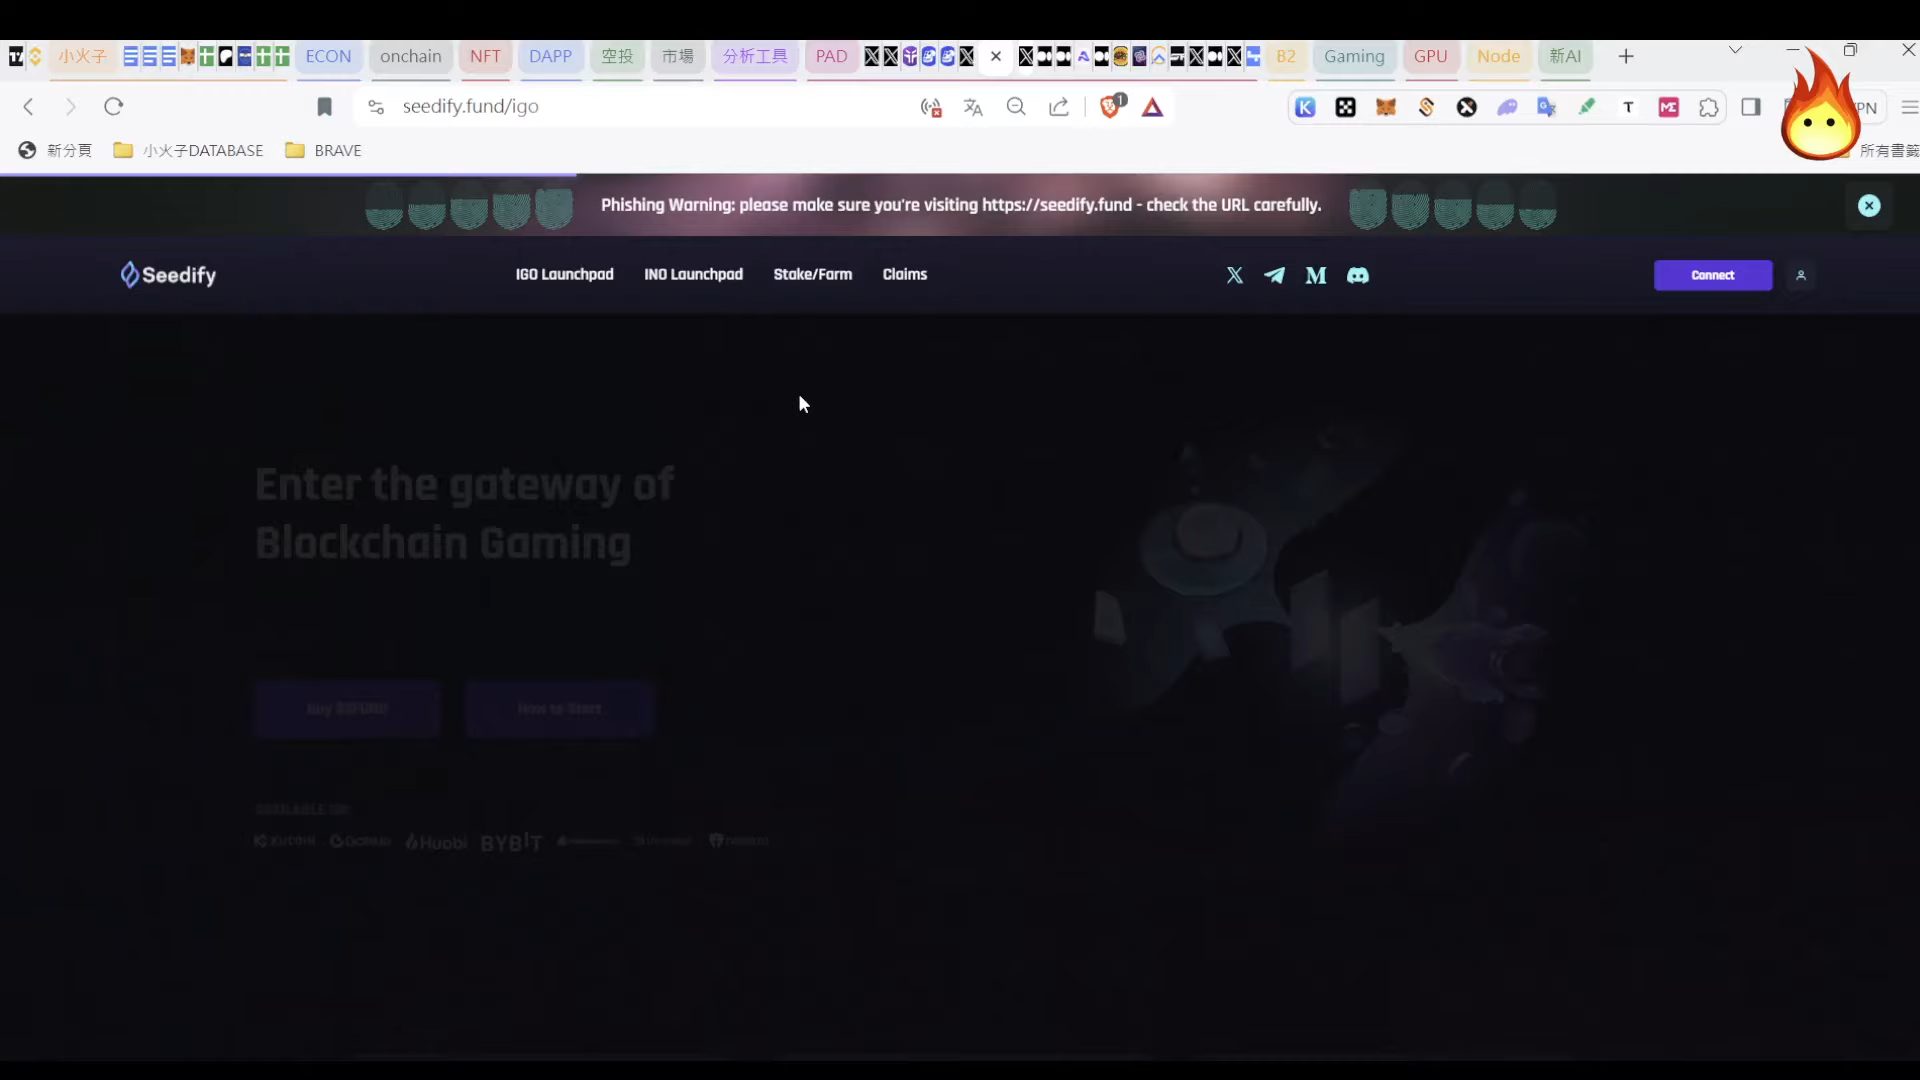 小火子 ECON onchain NFT DAPP 空投 市場 分析工具 PAD B2 Gaming GPU Node 新AI
seedify.fund/igo
新分頁 小火子DATABASE BRAVE 所有書籤
Phishing Warning: please make sure you're visiting https://seedify.fund - check the URL carefully.
Seedify IGO Launchpad INO Launchpad Stake/Farm Claims Connect
Enter the gateway of
Blockchain Gaming
How to Start
Huobi BYBIT